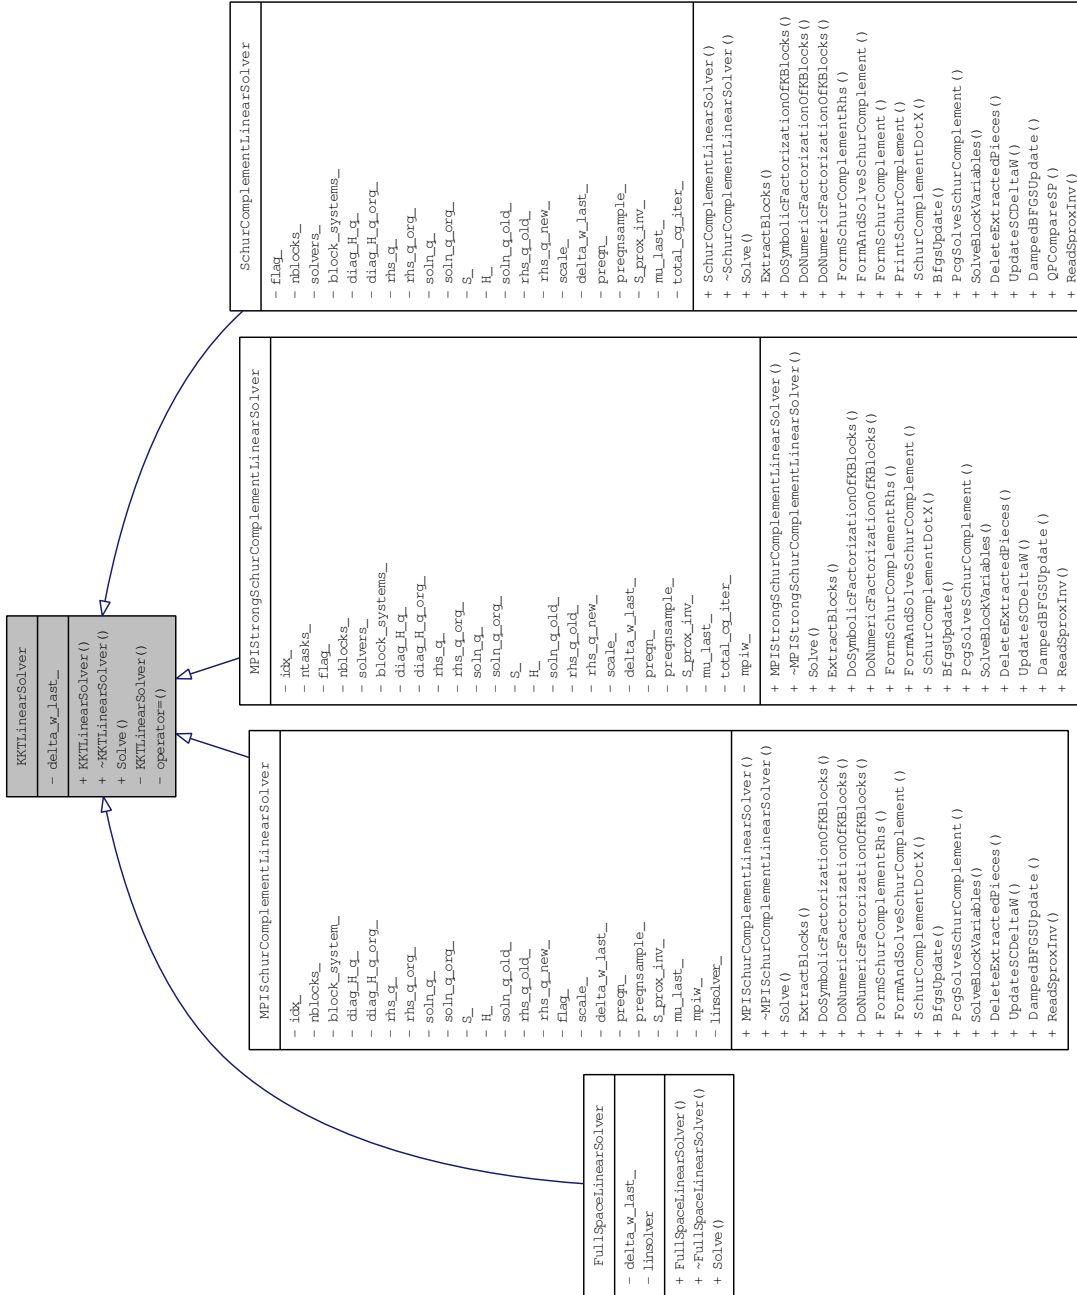 KKTLinearSolver
- delta_w_last_
+ KKTLinearSolver()
+ ~KKTLinearSolver()
+ Solve()
- KKTLinearSolver()
- operator=()
FullSpaceLinearSolver
- delta_w_last_
- linsolver
+ FullSpaceLinearSolver()
+ ~FullSpaceLinearSolver()
+ Solve()
MPISchurComplementLinearSolver
- idx_
- nblocks_
- block_system_
- diag_H_q_
- diag_H_q_org_
- rhs_q_
- rhs_q_org_
- soln_q_
- soln_q_org_
- S_
- H_
- soln_q_old_
- rhs_q_old_
- rhs_q_new_
- flag_
- scale_
- delta_w_last_
- preqn_
- preqnsample_
- S_prox_inv_
- mu_last_
- mpiw_
- linsolver_
+ MPISchurComplementLinearSolver()
+ ~MPISchurComplementLinearSolver()
+ Solve()
+ ExtractBlocks()
+ DoSymbolicFactorizationOfKBlocks()
+ DoNumericFactorizationOfKBlocks()
+ DoNumericFactorizationOfKBlocks()
+ FormSchurComplementRhs()
+ FormAndSolveSchurComplement()
+ SchurComplementDotX()
+ BfgsUpdate()
+ PcgSolveSchurComplement()
+ SolveBlockVariables()
+ DeleteExtractedPieces()
+ UpdateSCDeltaW()
+ DampedBFGSUpdate()
+ ReadSproxInv()
MPIStrongSchurComplementLinearSolver
- idx_
- ntasks_
- flag_
- nblocks_
- solvers_
- block_systems_
- diag_H_q_
- diag_H_q_org_
- rhs_q_
- rhs_q_org_
- soln_q_
- soln_q_org_
- S_
- H_
- soln_q_old_
- rhs_q_old_
- rhs_q_new_
- scale_
- delta_w_last_
- preqn_
- preqnsample_
- S_prox_inv_
- mu_last_
- total_cg_iter_
- mpiw_
+ MPIStrongSchurComplementLinearSolver()
+ ~MPIStrongSchurComplementLinearSolver()
+ Solve()
+ ExtractBlocks()
+ DoSymbolicFactorizationOfKBlocks()
+ DoNumericFactorizationOfKBlocks()
+ FormSchurComplementRhs()
+ FormAndSolveSchurComplement()
+ SchurComplementDotX()
+ BfgsUpdate()
+ PcgSolveSchurComplement()
+ SolveBlockVariables()
+ DeleteExtractedPieces()
+ UpdateSCDeltaW()
+ DampedBFGSUpdate()
+ ReadSproxInv()
SchurComplementLinearSolver
- flag_
- nblocks_
- solvers_
- block_systems_
- diag_H_q_
- diag_H_q_org_
- rhs_q_
- rhs_q_org_
- soln_q_
- soln_q_org_
- S_
- H_
- soln_q_old_
- rhs_q_old_
- rhs_q_new_
- scale_
- delta_w_last_
- preqn_
- preqnsample_
- S_prox_inv_
- mu_last_
- total_cg_iter_
+ SchurComplementLinearSolver()
+ ~SchurComplementLinearSolver()
+ Solve()
+ ExtractBlocks()
+ DoSymbolicFactorizationOfKBlocks()
+ DoNumericFactorizationOfKBlocks()
+ DoNumericFactorizationOfKBlocks()
+ FormSchurComplementRhs()
+ FormAndSolveSchurComplement()
+ FormSchurComplement()
+ PrintSchurComplement()
+ SchurComplementDotX()
+ BfgsUpdate()
+ PcgSolveSchurComplement()
+ SolveBlockVariables()
+ DeleteExtractedPieces()
+ UpdateSCDeltaW()
+ DampedBFGSUpdate()
+ QPCompareSP()
+ ReadSproxInv()